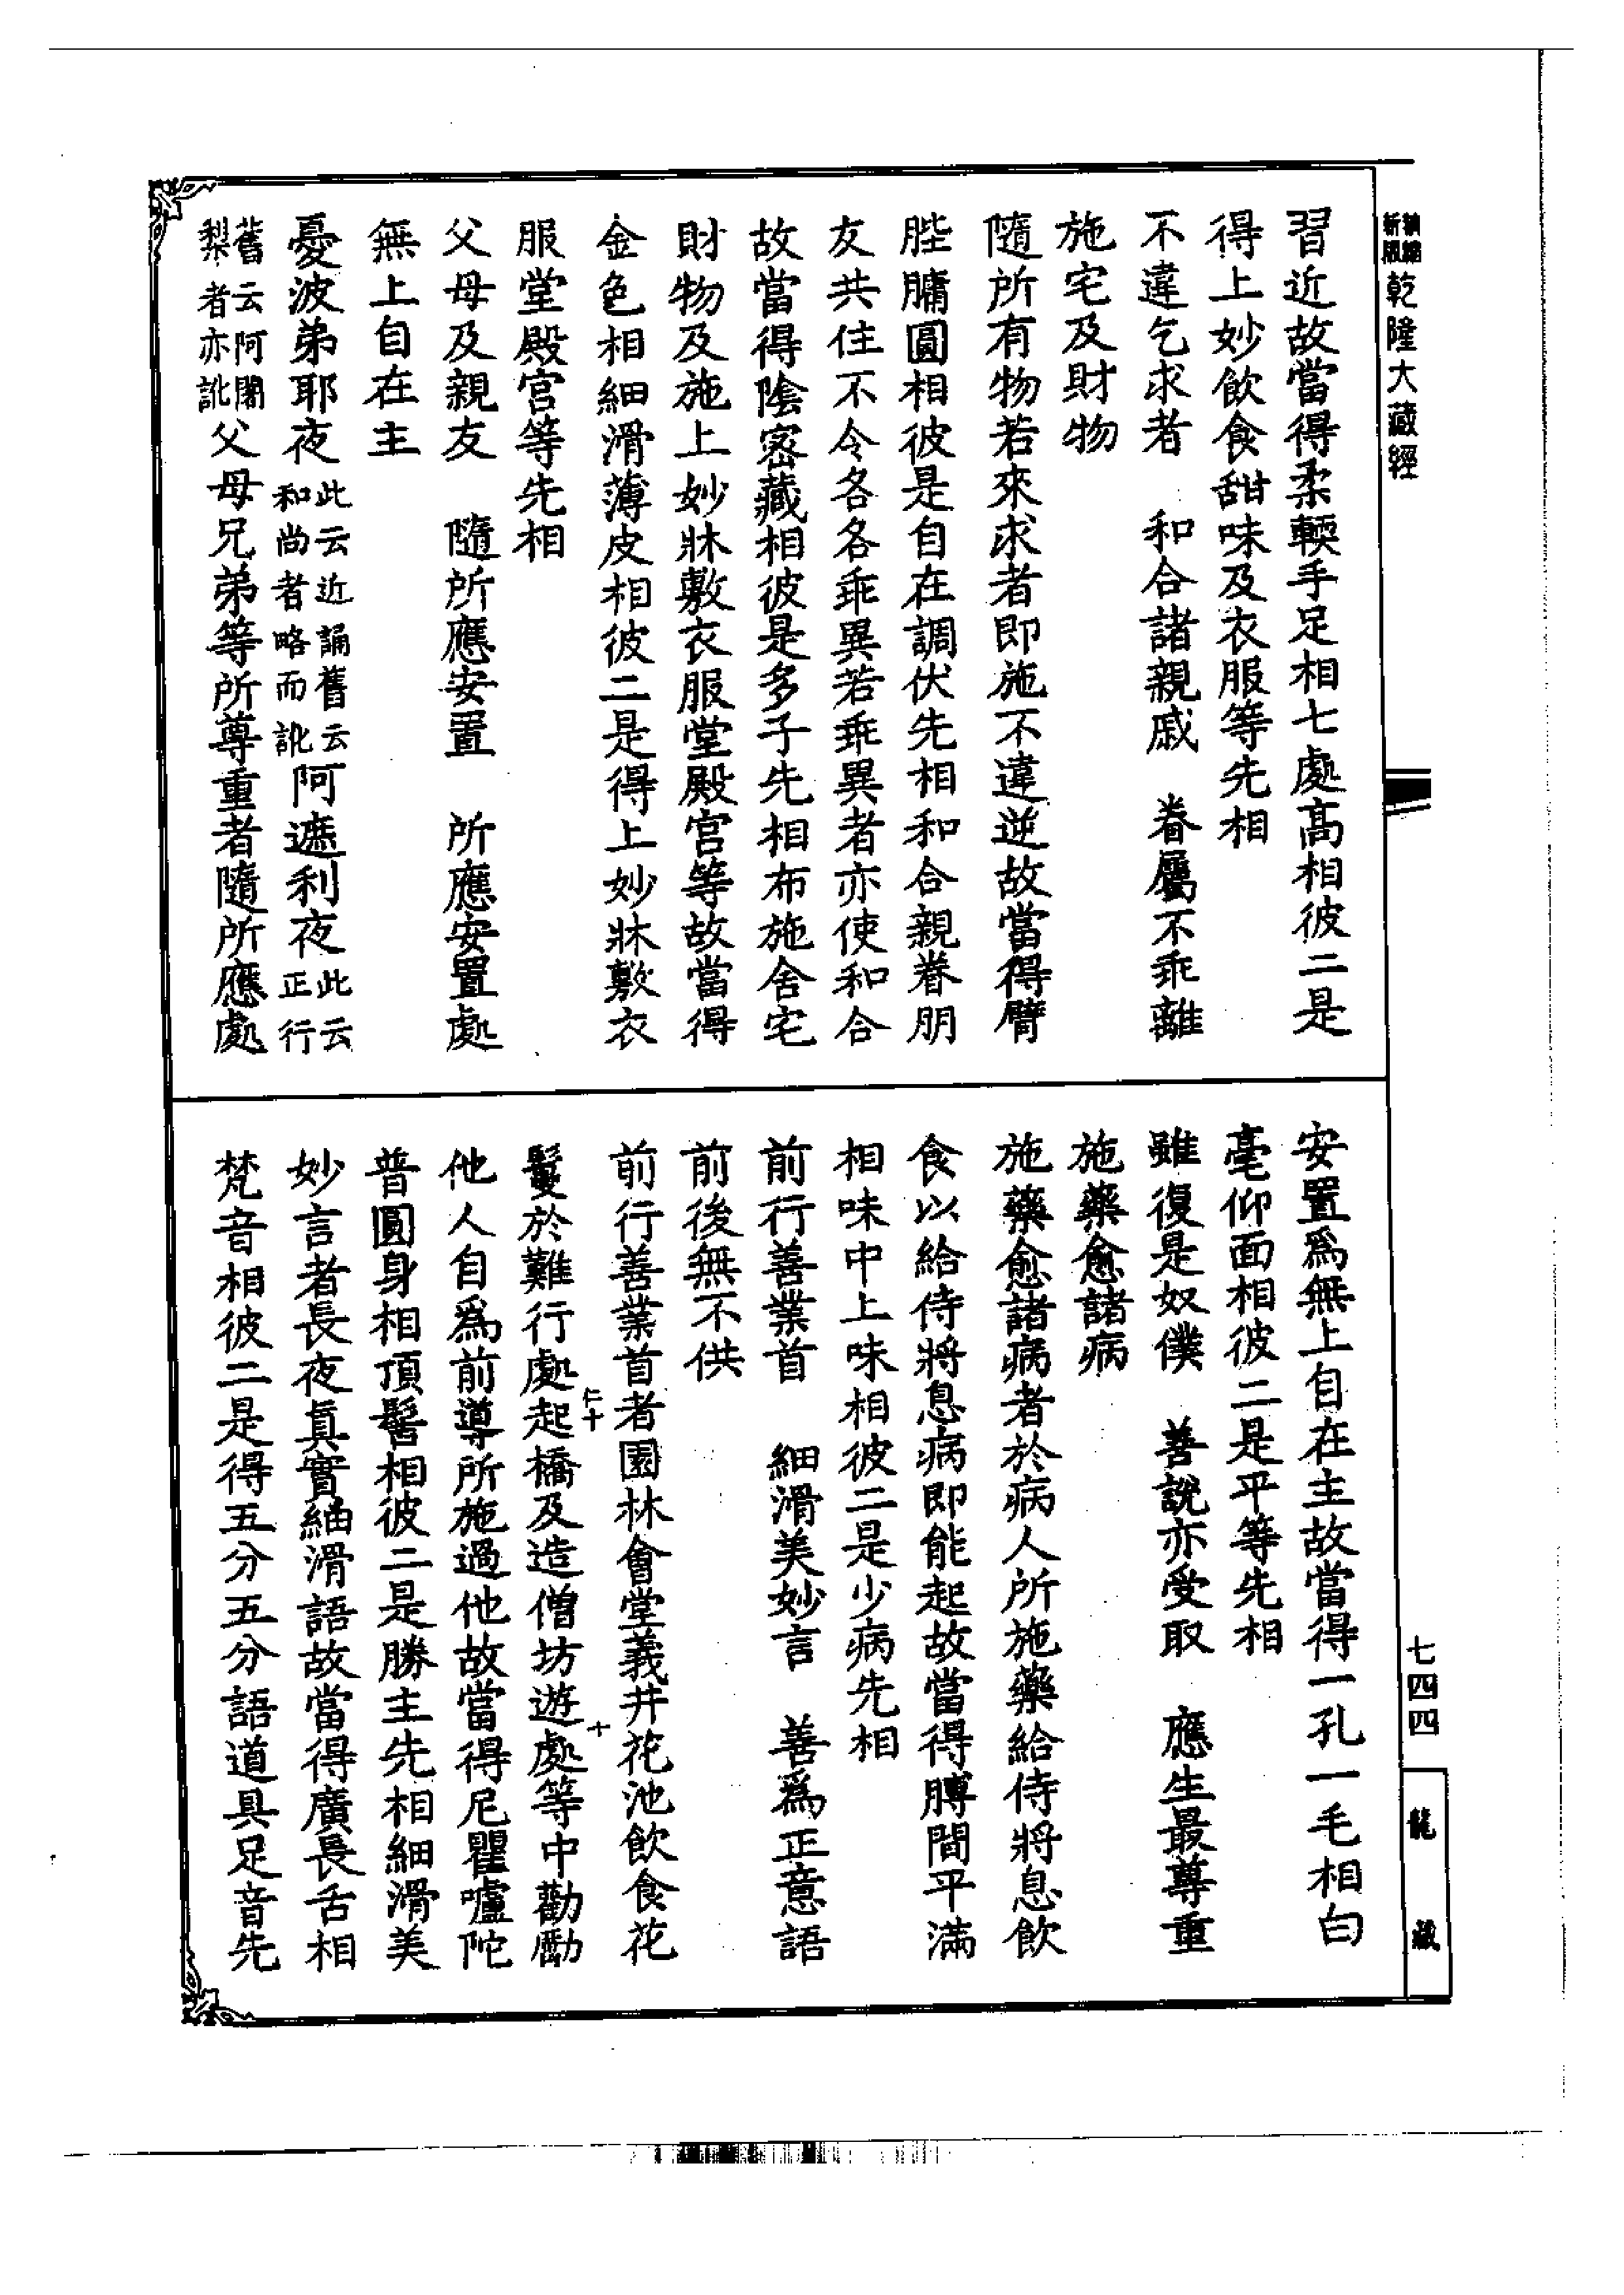 新版 精縮 乾隆大藏經
習近故當得柔輭手足相七處高相彼二是
得上妙飲食甜味及衣服等先相
不違乞求者　和合諸親戚　眷屬不乖離
施宅及財物
隨所有物若來求者即施不違逆故當得臂
䏶𦟛圓相彼是自在調伏先相和合親眷朋
友共住不令各各乖異若乖異者亦使和合
故當得陰密藏相彼是多子先相布施舍宅
財物及施上妙牀敷衣服堂殿宮等故當得
金色相細滑薄皮相彼二是得上妙牀敷衣
服堂殿宮等先相
父母及親友　隨所應安置　所應安置處
無上自在主
憂波弟耶夜此云近誦舊云和尚者略而訛阿遮利夜此云正行
舊云阿闍梨者亦訛父母兄弟等所尊重者隨所應處
七四四
龍藏
安置爲無上自在主故當得一孔一毛相白
毫仰面相彼二是平等先相
雖復是奴僕　善說亦受取　應生最尊重
施藥愈諸病
施藥愈諸病者於病人所施藥給侍將息飲
食以給侍將息病即能起故當得膊間平滿
相味中上味相彼二是少病先相
前行善業首　細滑美妙言　善爲正意語
前後無不供
前行善業首者園林會堂義井花池飲食花
鬘於難行處起橋及造僧坊遊處等中勸勵
他人自爲前導所施過他故當得尼瞿嚧陀
普圓身相頂髻相彼二是勝主先相細滑美
妙言者長夜眞實細滑語故當得廣長舌相
梵音相彼二是得五分五分語道具足音先